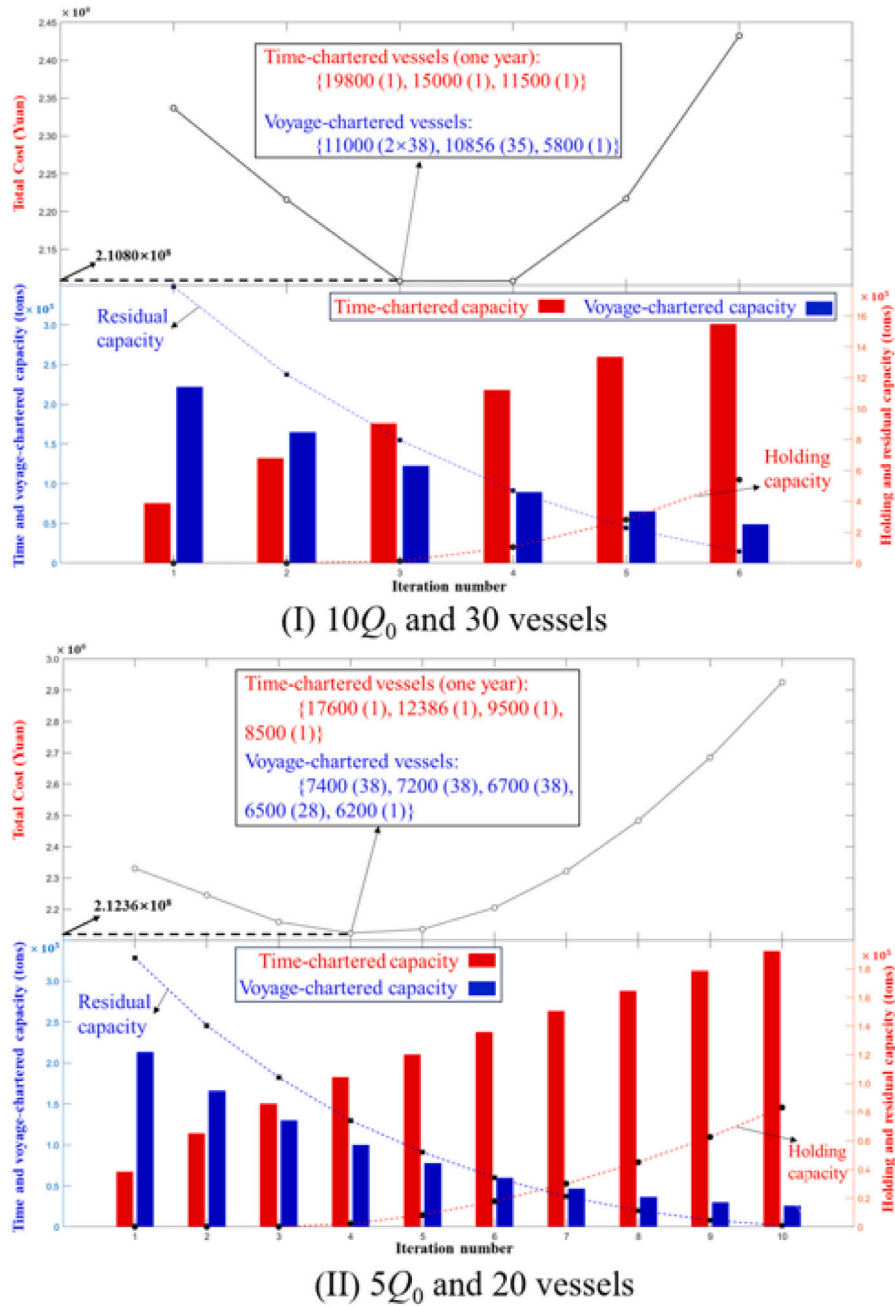 × 10⁸
2.45
2.35
2.30
2.20
2.15
Total Cost (Yuan)
Time-chartered vessels (one year):
{19800 (1), 15000 (1), 11500 (1)}
Voyage-chartered vessels:
{11000 (2×38), 10856 (35), 5800 (1)}
2.1080×10⁸
× 10⁵
Time-chartered capacity
Voyage-chartered capacity
Residual
capacity
Holding
capacity
3.0
2.5
2.0
1.5
1.0
0.5
0
16
14
12
10
8
6
4
2
0
Time and voyage-chartered capacity (tons)
Holding and residual capacity (tons)
1 2 3 4 5 6
Iteration number
(I) 10Q₀ and 30 vessels
× 10⁸
3.0
2.9
2.8
2.7
2.6
2.5
2.4
2.3
2.2
Total Cost (Yuan)
Time-chartered vessels (one year):
{17600 (1), 12386 (1), 9500 (1),
8500 (1)}
Voyage-chartered vessels:
{7400 (38), 7200 (38), 6700 (38),
6500 (28), 6200 (1)}
2.1236×10⁸
× 10⁵
Time-chartered capacity
Voyage-chartered capacity
× 10⁵
Residual
capacity
Holding
capacity
3.0
2.5
2.0
1.5
1.0
0.5
0
1.8
1.6
1.4
1.2
1.0
0.8
0.6
0.4
0.2
0
Time and voyage-chartered capacity (tons)
Holding and residual capacity (tons)
1 2 3 4 5 6 7 8 9 10
Iteration number
(II) 5Q₀ and 20 vessels